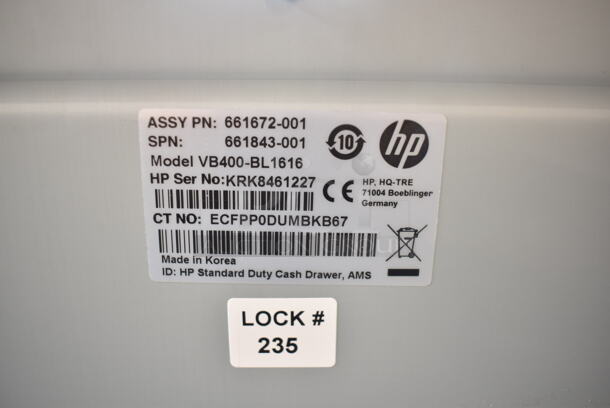 ASSY PN: 661672-001
SPN: 661843-001
Model VB400-BL1616
HP Ser No:KRK8461227
CT NO: ECFPP0DUMBKB67
Made in Korea
ID: HP Standard Duty Cash Drawer, AMS
10
hp
CE
HP, HQ-TRE
71004 Boeblinger
Germany
LOCK #
235